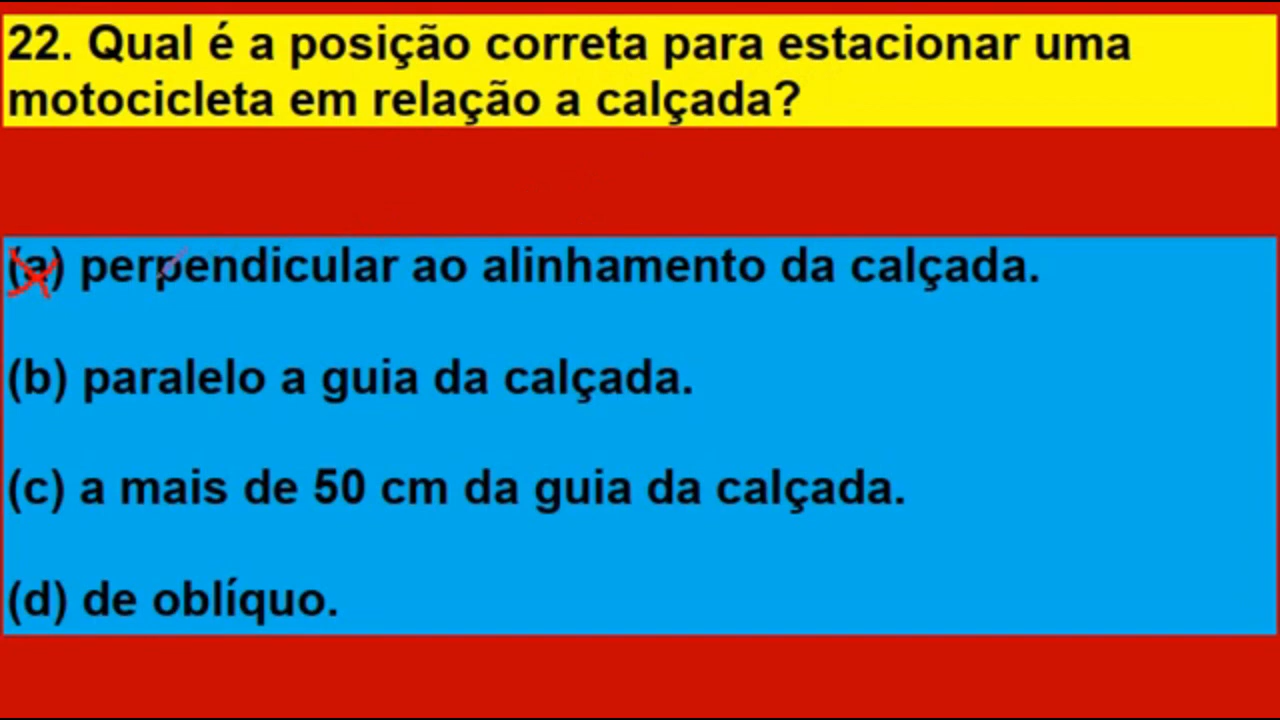 22. Qual é a posição correta para estacionar uma
motocicleta em relação a calçada?
(a) perpendicular ao alinhamento da calçada.
(b) paralelo a guia da calçada.
(c) a mais de 50 cm da guia da calçada.
(d) de oblíquo.